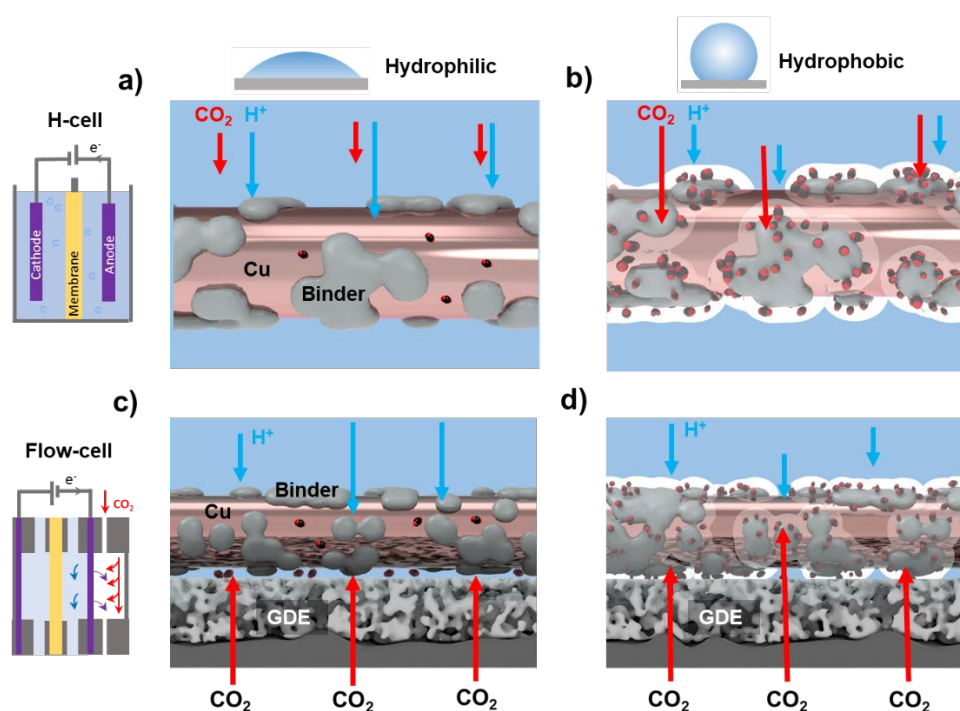 a)
Hydrophilic
b)
Hydrophobic
H-cell
e-
Cathode
Membrane
Anode
CO₂
H⁺
Cu
Binder
CO₂
H⁺
c)
d)
Flow-cell
e-
CO₂
H⁺
Binder
Cu
GDE
CO₂
CO₂
CO₂
H⁺
GDE
CO₂
CO₂
CO₂